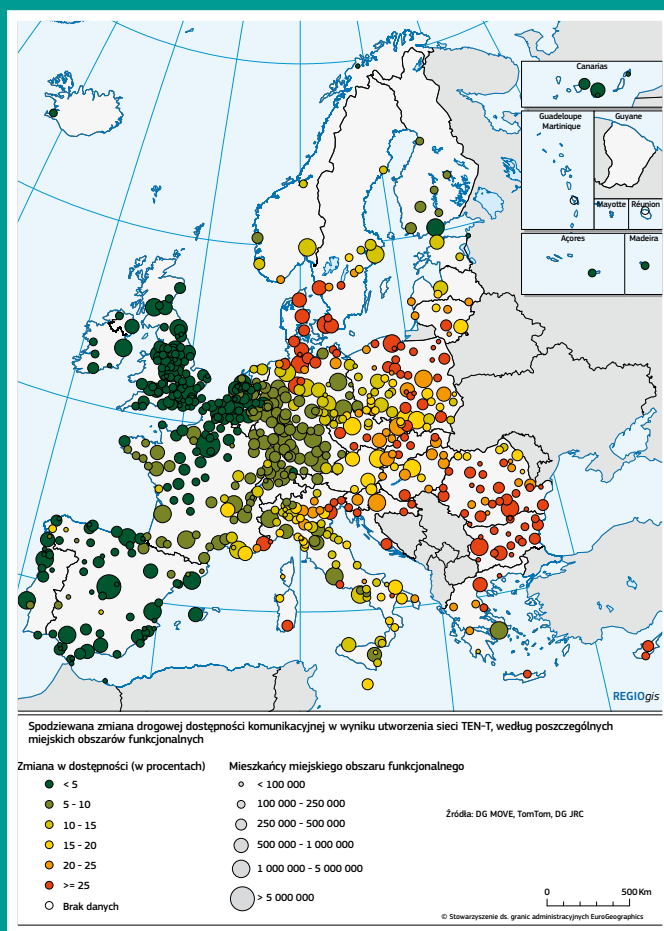 Canarias
Guadeloupe
Martinique
Guyane
Mayotte
Réunion
Açores
Madeira
REGIOgis
Spodziewana zmiana drogowej dostępności komunikacyjnej w wyniku utworzenia sieci TEN-T, według poszczególnych
miejskich obszarów funkcjonalnych
Zmiana w dostępności (w procentach)
< 5
5 - 10
10 - 15
15 - 20
20 - 25
>= 25
Brak danych
Mieszkańcy miejskiego obszaru funkcjonalnego
< 100 000
100 000 - 250 000
250 000 - 500 000
500 000 - 1 000 000
1 000 000 - 5 000 000
> 5 000 000
Źródła: DG MOVE, TomTom, DG JRC
0 500 Km
© Stowarzyszenie ds. granic administracyjnych EuroGeographics